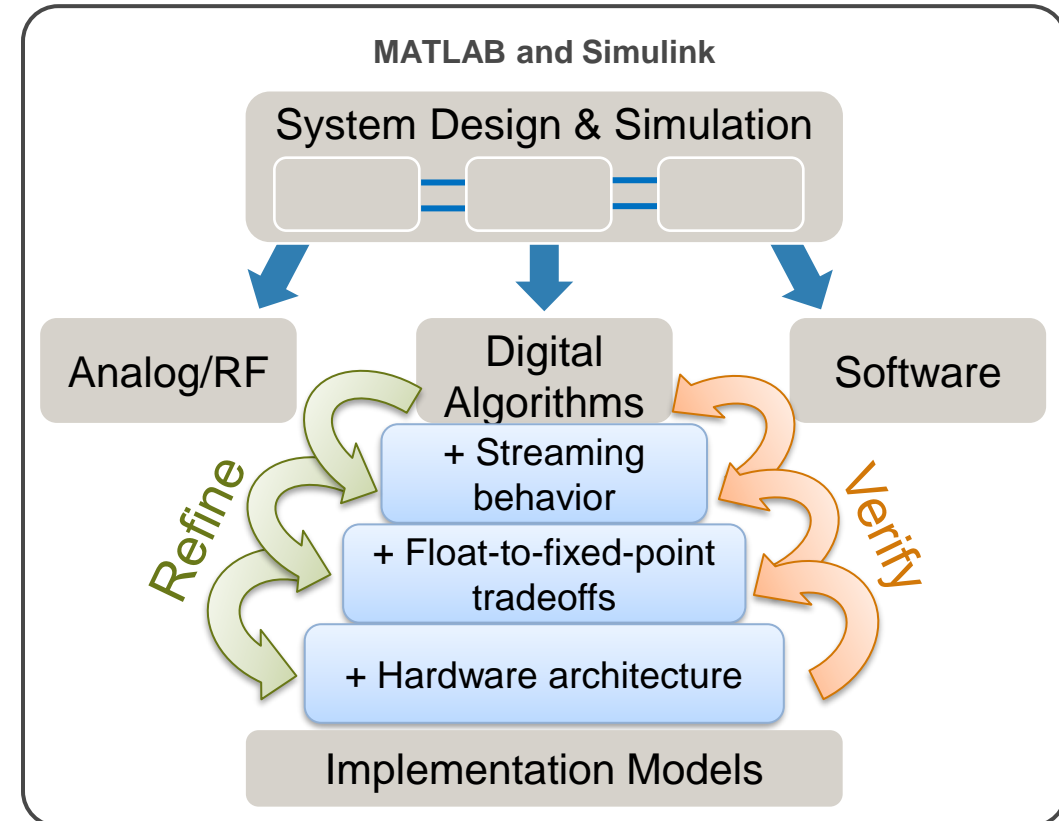 MATLAB and Simulink
System Design & Simulation
Analog/RF
Digital
Algorithms
Software
+ Streaming
behavior
Refine
Verify
+ Float-to-fixed-point
tradeoffs
+ Hardware architecture
Implementation Models